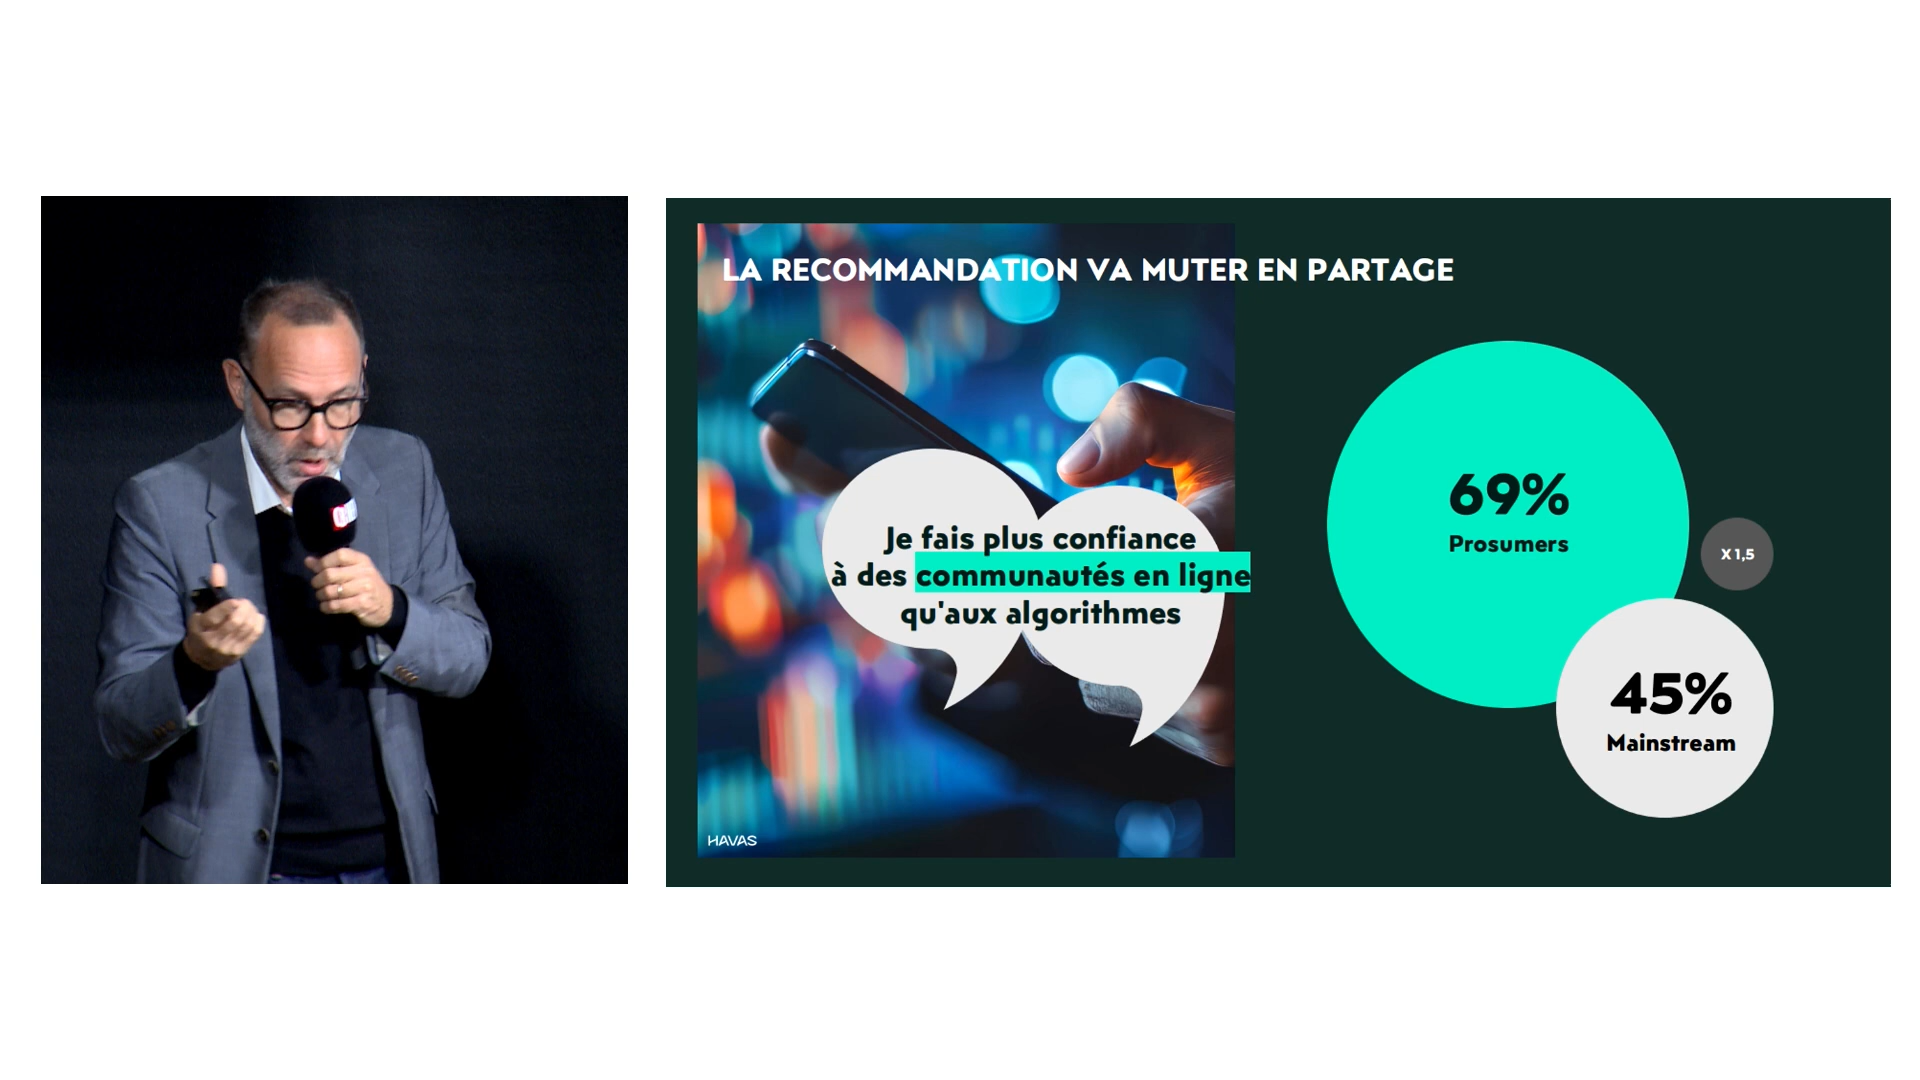 LA RECOMMANDATION VA MUTER EN PARTAGE
Je fais plus confiance
à des communautés en ligne
qu'aux algorithmes
69%
Prosumers
X 1,5
45%
Mainstream
HAVAS